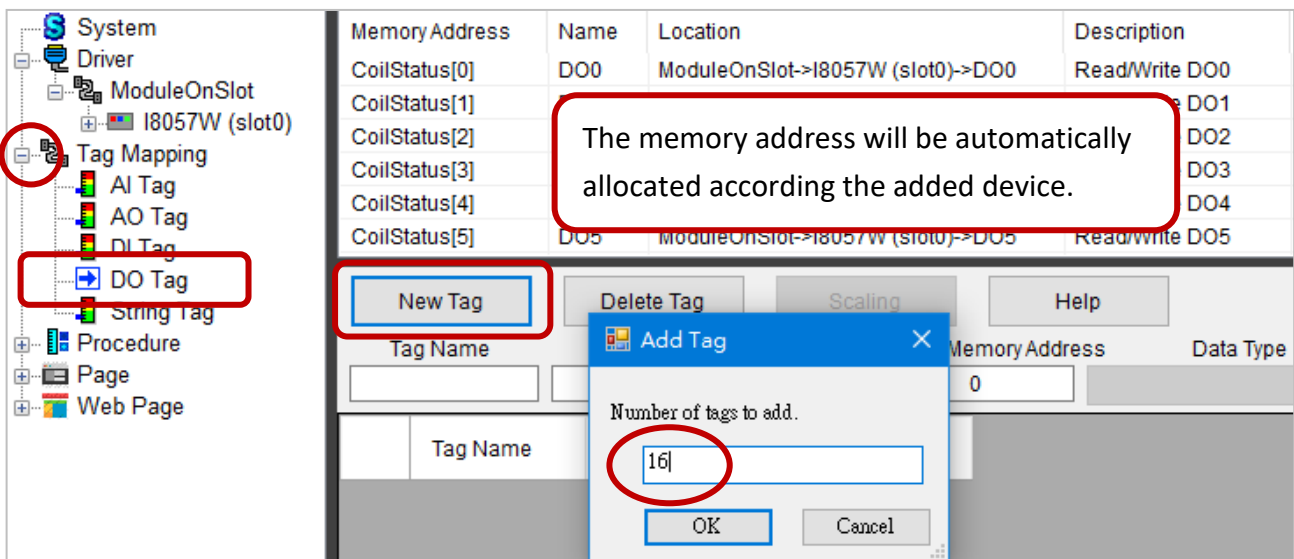 System
Driver
ModuleOnSlot
I8057W (slot0)
Tag Mapping
AI Tag
AO Tag
DI Tag
DO Tag
String Tag
Procedure
Page
Web Page
Memory Address Name Location Description
CoilStatus[0] DO0 ModuleOnSlot->I8057W (slot0)->DO0 Read/Write DO0
CoilStatus[1] DO1
CoilStatus[2] DO2
CoilStatus[3] DO3
CoilStatus[4] DO4
CoilStatus[5] DO5 ModuleOnSlot->I8057W (slot0)->DO5 Read/Write DO5
The memory address will be automatically
allocated according the added device.
New Tag Delete Tag Scaling Help
Tag Name Memory Address Data Type
0
Tag Name
Add Tag
Number of tags to add.
16
OK Cancel